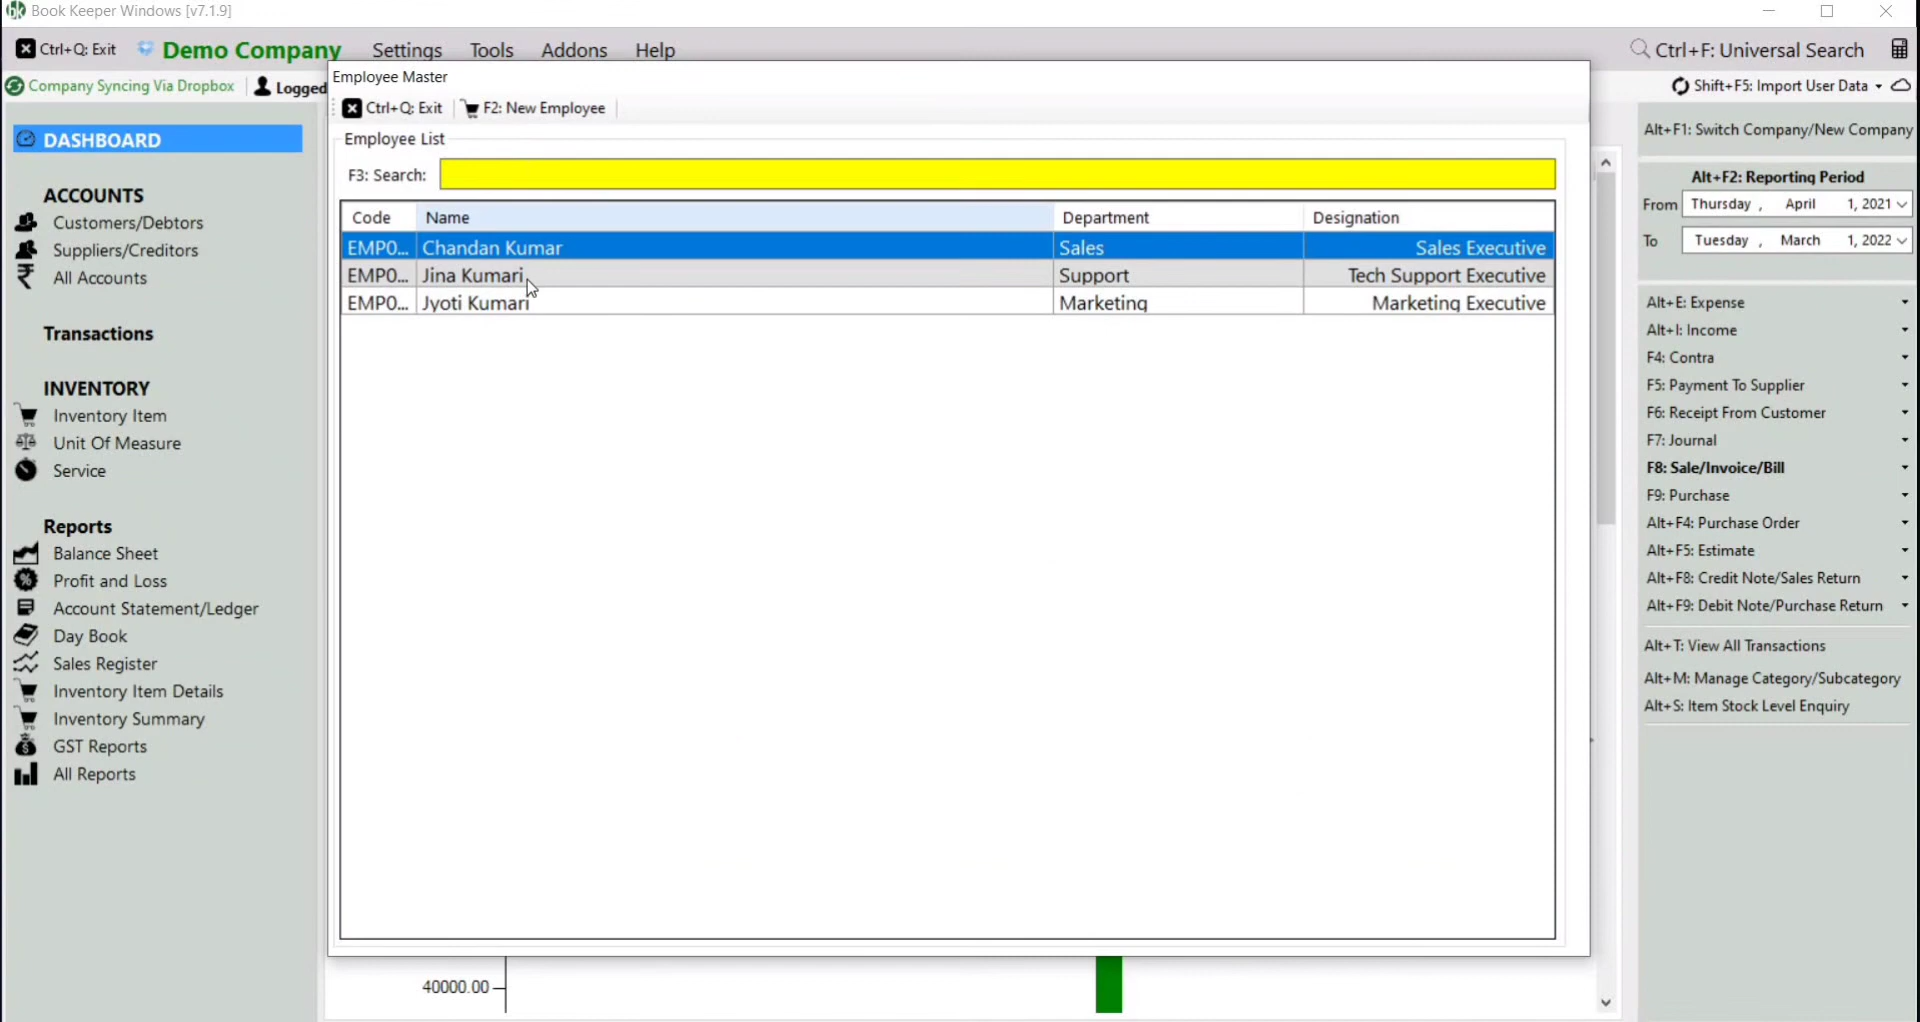 Book Keeper Windows [v7.1.9]
Ctrl+Q: Exit
Demo Company
Settings
Tools
Addons
Help
Ctrl+F: Universal Search
Company Syncing Via Dropbox
Logged
Shift+F5: Import User Data
DASHBOARD
ACCOUNTS
Customers/Debtors
Suppliers/Creditors
All Accounts
Transactions
INVENTORY
Inventory Item
Unit Of Measure
Service
Reports
Balance Sheet
Profit and Loss
Account Statement/Ledger
Day Book
Sales Register
Inventory Item Details
Inventory Summary
GST Reports
All Reports
Employee Master
Ctrl+Q: Exit
F2: New Employee
Employee List
F3: Search:
Code Name Department Designation
EMP0... Chandan Kumar Sales Sales Executive
EMP0... Jina Kumari Support Tech Support Executive
EMP0... Jyoti Kumari Marketing Marketing Executive
40000.00
Alt+F1: Switch Company/New Company
Alt+F2: Reporting Period
From Thursday , April 1, 2021
To Tuesday , March 1, 2022
Alt+E: Expense
Alt+I: Income
F4: Contra
F5: Payment To Supplier
F6: Receipt From Customer
F7: Journal
F8: Sale/Invoice/Bill
F9: Purchase
Alt+F4: Purchase Order
Alt+F5: Estimate
Alt+F8: Credit Note/Sales Return
Alt+F9: Debit Note/Purchase Return
Alt+T: View All Transactions
Alt+M: Manage Category/Subcategory
Alt+S: Item Stock Level Enquiry